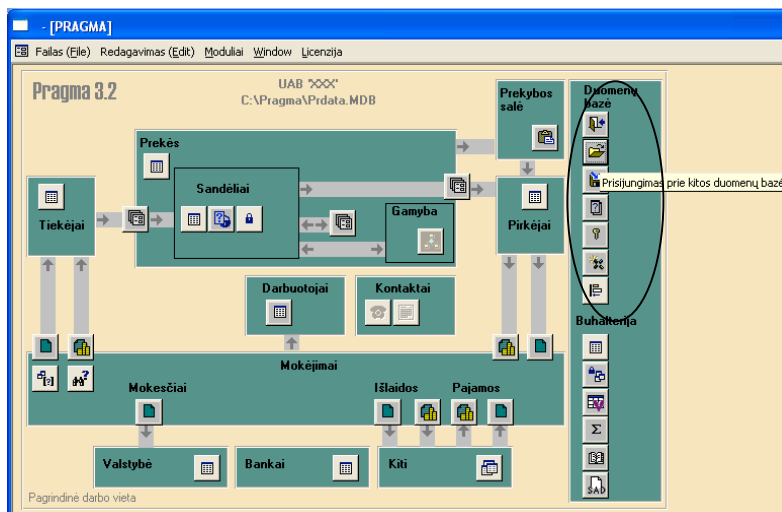 - [PRAGMA]
Failas (File) Redagavimas (Edit) Moduliai Window Licenzija
Pragma 3.2
UAB 'XXX'
C:\Pragma\Prdata.MDB
Prekybos
salė
Duomenų
bazė
Prekės
Sandėliai
Prisijungimas prie kitos duomenų bazė
Tiekėjai
Gamyba
Pirkėjai
Darbuotojai
Kontaktai
Buhalterija
Mokėjimai
Mokesčiai
Išlaidos
Pajamos
Valstybė
Bankai
Kiti
SAD
Pagrindinė darbo vieta